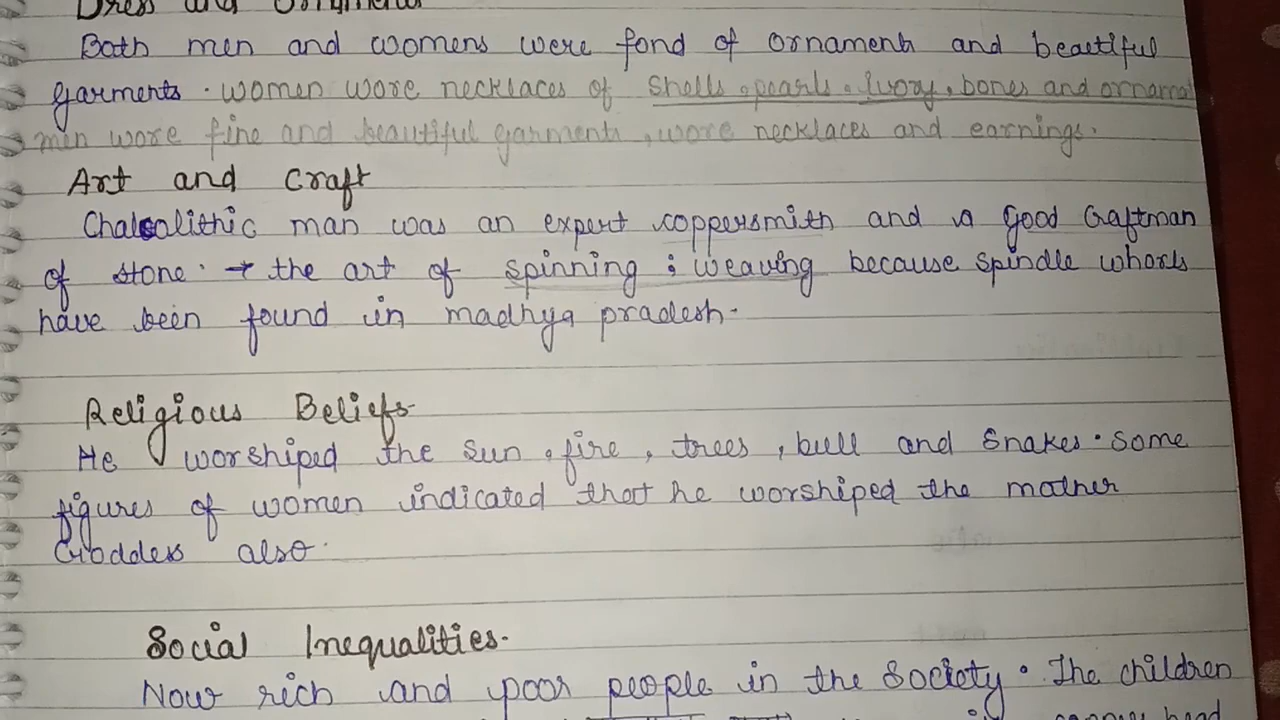 Dress and Ornaments
Both men and womens were fond of ornaments and beautiful
garments. women wore necklaces of shells, pearls, Ivory, bones and
men wore fine and beautiful garments, wore necklaces and earnings.
Art and Craft
Chalcolithic man was an expert coppersmith and a good Craftman
of stone. → the art of spinning & weaving because spindle whorls
have been found in madhya pradesh.
Religious Beliefs.
He worshiped the sun, fire, trees, bull and Snakes. Some
figures of women indicated that he worshiped the mother
Goddess also.
Social Inequalities.
Now rich and poor people in the Society. The children